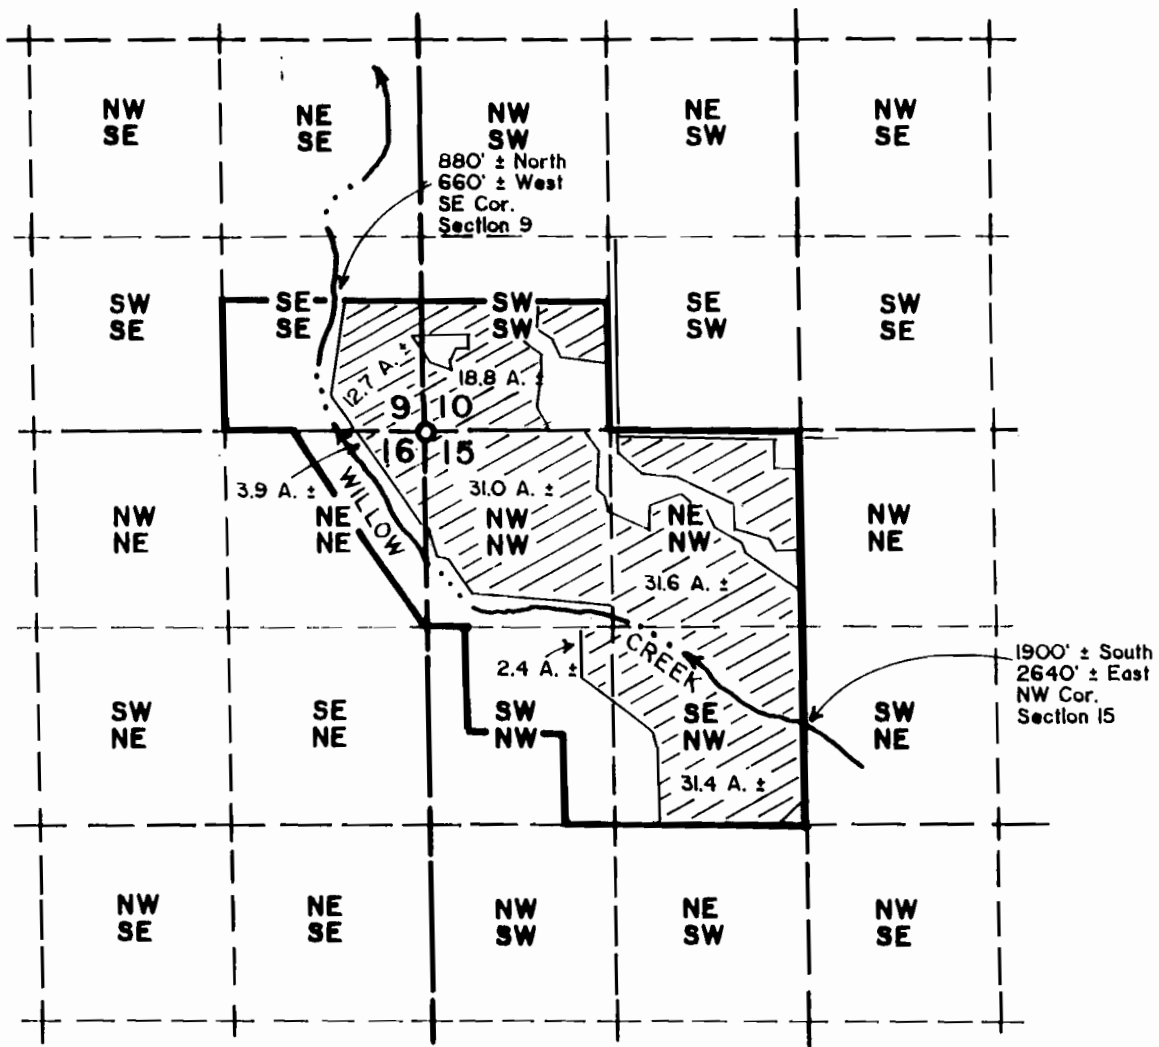 NW
SE
NE
SE
NW
SW
NE
SW
NW
SE
880' ± North
660' ± West
SE Cor.
Section 9
SW
SE
SE
SE
SW
SW
SE
SW
SW
SE
12.7 A. ±
18.8 A. ±
9 10
16 15
3.9 A. ±
WILLOW
31.0 A. ±
NW
NE
NE
NE
NW
NW
NE
NW
NW
NE
31.6 A. ±
CREEK
2.4 A. ±
1900' ± South
2640' ± East
NW Cor.
Section 15
SW
NE
SE
NE
SW
NW
SE
NW
SW
NE
31.4 A. ±
NW
SE
NE
SE
NW
SW
NE
SW
NW
SE